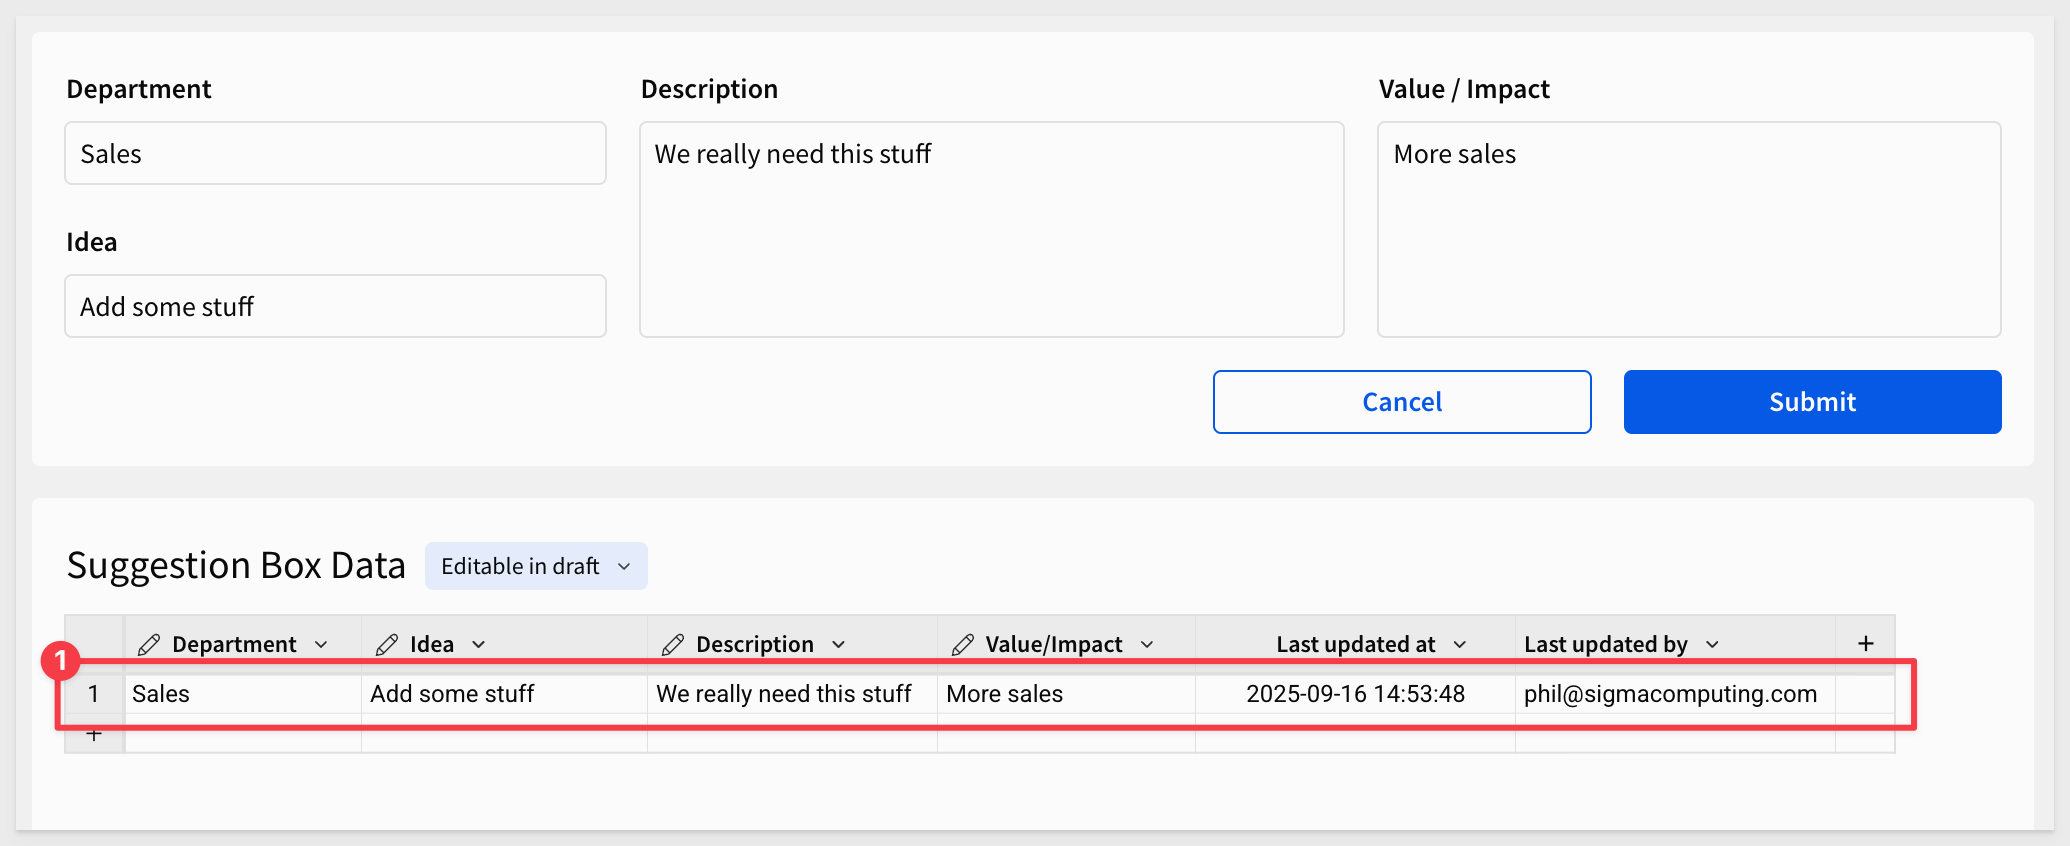 Department
Description
Value / Impact
Sales
We really need this stuff
More sales
Idea
Add some stuff
Cancel
Submit
Suggestion Box Data
Editable in draft
Department
Idea
Description
Value/Impact
Last updated at
Last updated by
+
1
1
Sales
Add some stuff
We really need this stuff
More sales
2025-09-16 14:53:48
phil@sigmacomputing.com
+